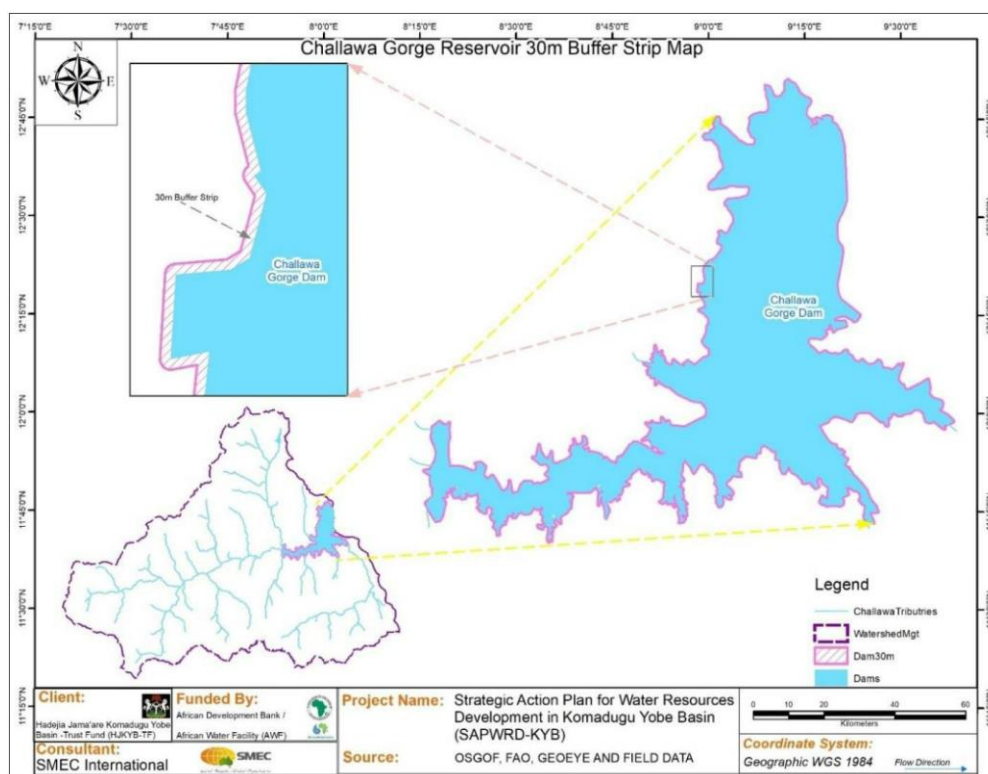 7°15'0"E 7°30'0"E 7°45'0"E 8°0'0"E 8°15'0"E 8°30'0"E 8°45'0"E 9°0'0"E 9°15'0"E 9°30'0"E
Challawa Gorge Reservoir 30m Buffer Strip Map
N
W E
S
12°45'0"N
12°30'0"N
12°15'0"N
12°0'0"N
11°45'0"N
11°30'0"N
11°15'0"N
30m Buffer Strip
Challawa
Gorge Dam
Challawa
Gorge Dam
Legend
ChallawaTributries
WatershedMgt
Dam30m
Dams
Client:
Hadejia Jama'are Komadugu Yobe
Basin -Trust Fund (HJKYB-TF)
Consultant:
SMEC International
Funded By:
African Development Bank /
African Water Facility (AWF)
SMEC
Project Name: Strategic Action Plan for Water Resources
Development in Komadugu Yobe Basin
(SAPWRD-KYB)
Source: OSGOF, FAO, GEOEYE AND FIELD DATA
0 10 20 30 40 60
Kilometers
Coordinate System:
Geographic WGS 1984 Flow Direction